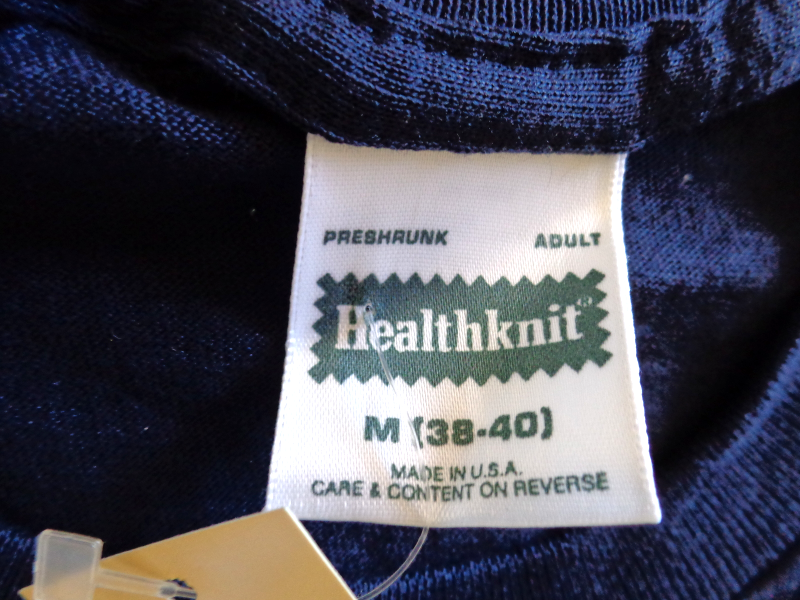 PRESHRUNK ADULT
Healthknit®
M (38-40)
MADE IN U.S.A.
CARE & CONTENT ON REVERSE